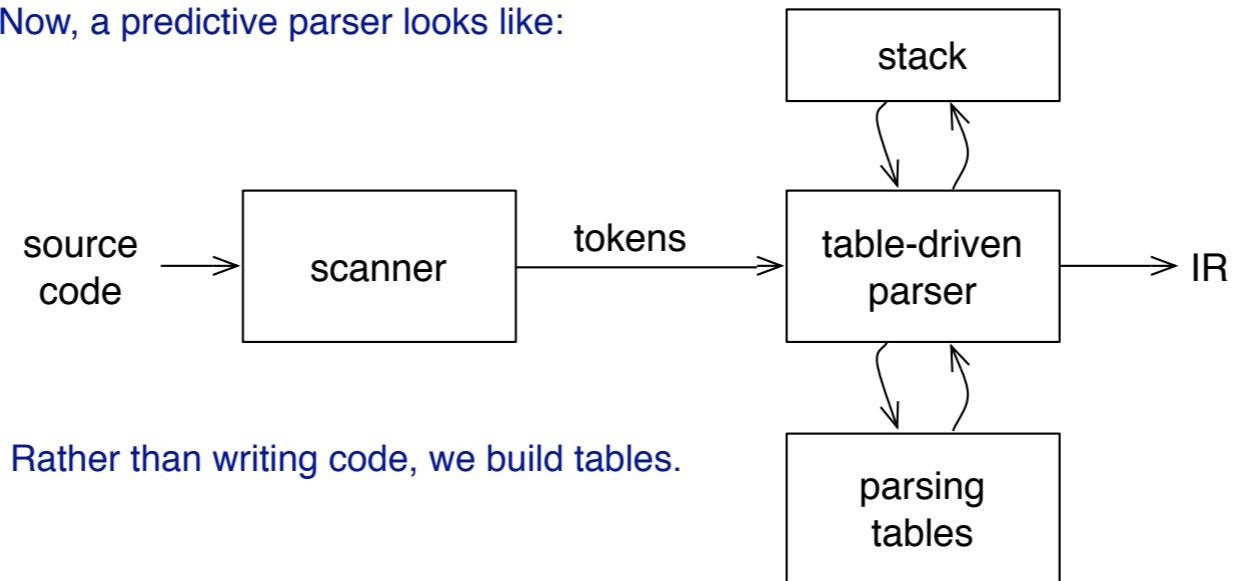 Now, a predictive parser looks like:
stack
source
code
scanner
tokens
table-driven
parser
IR
Rather than writing code, we build tables.
parsing
tables